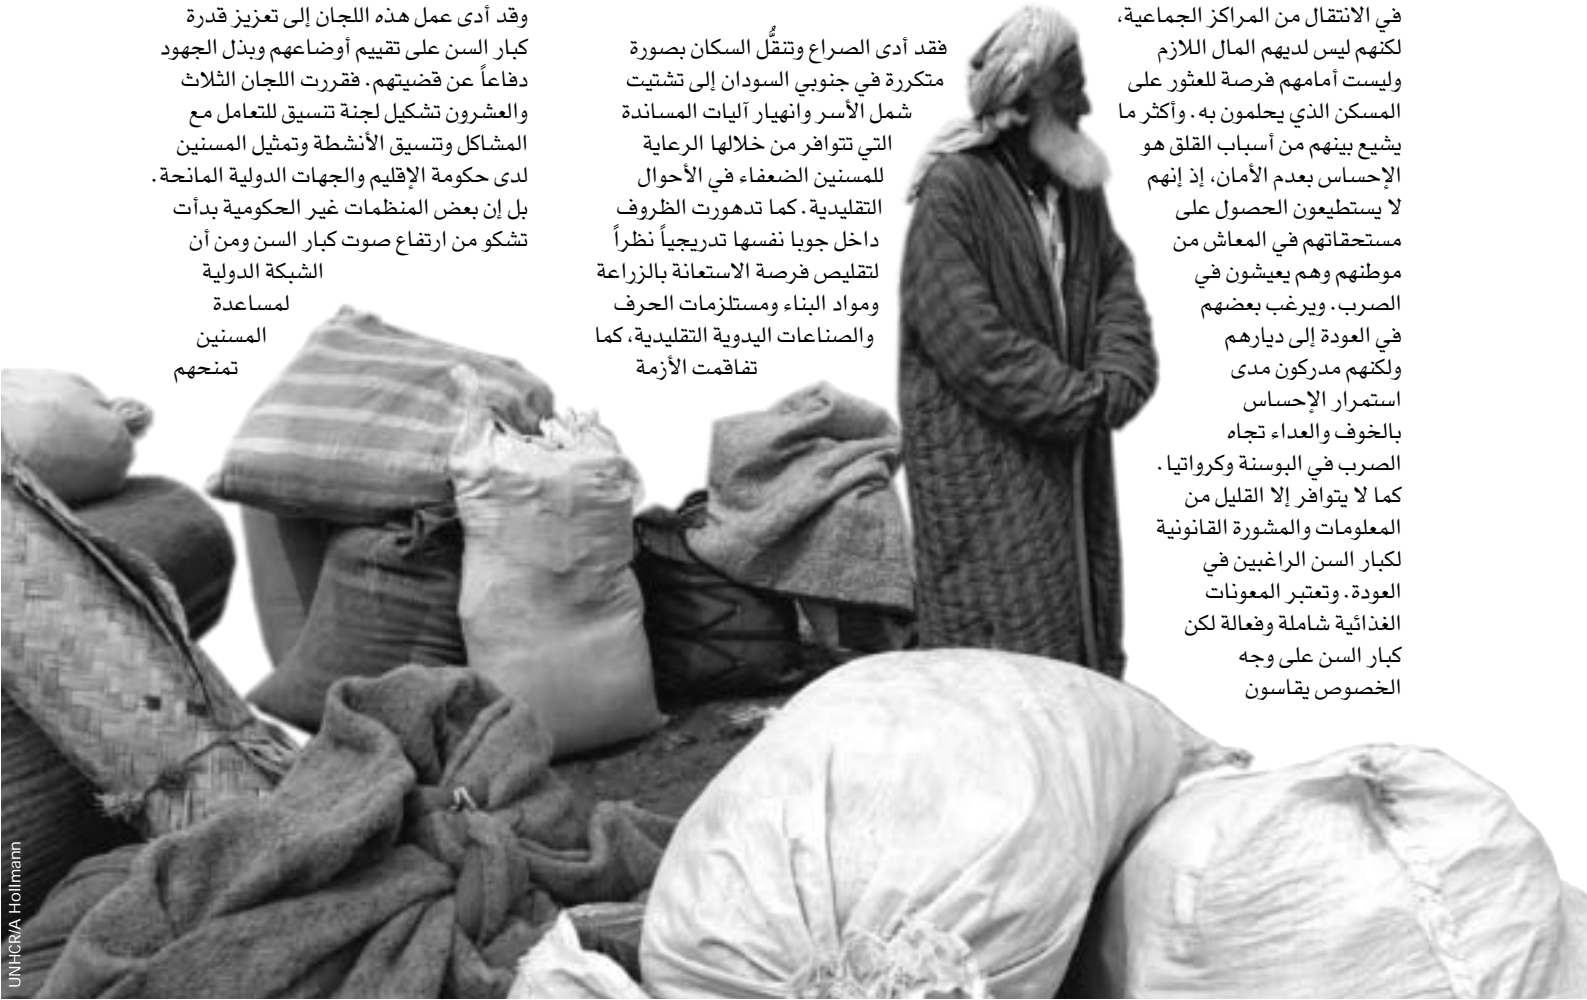 في الانتقال من المراكز الجماعية،
لكنهم ليس لديهم المال اللازم
وليست أمامهم فرصة للعثور على
المسكن الذي يحلمون به. وأكثر ما
يشيع بينهم من أسباب القلق هو
الإحساس بعدم الأمان، إذ إنهم
لا يستطيعون الحصول على
مستحقاتهم في المعاش من
موطنهم وهم يعيشون في
الصرب. ويرغب بعضهم
في العودة إلى ديارهم
ولكنهم مدركون مدى
استمرار الإحساس
بالخوف والعداء تجاه
الصرب في البوسنة وكرواتيا.
كما لا يتوافر إلا القليل من
المعلومات والمشورة القانونية
لكبار السن الراغبين في
العودة. وتعتبر المعونات
الغذائية شاملة وفعالة لكن
كبار السن على وجه
الخصوص يقاسون
فقد أدى الصراع وتنقُّل السكان بصورة
متكررة في جنوبي السودان إلى تشتيت
شمل الأسر وانهيار آليات المساندة
التي تتوافر من خلالها الرعاية
للمسنين الضعفاء في الأحوال
التقليدية. كما تدهورت الظروف
داخل جوبا نفسها تدريجياً نظراً
لتقليص فرصة الاستعانة بالزراعة
ومواد البناء ومستلزمات الحرف
والصناعات اليدوية التقليدية، كما
تفاقمت الأزمة
وقد أدى عمل هذه اللجان إلى تعزيز قدرة
كبار السن على تقييم أوضاعهم وبذل الجهود
دفاعاً عن قضيتهم. فقررت اللجان الثلاث
والعشرون تشكيل لجنة تنسيق للتعامل مع
المشاكل وتنسيق الأنشطة وتمثيل المسنين
لدى حكومة الإقليم والجهات الدولية المانحة.
بل إن بعض المنظمات غير الحكومية بدأت
تشكو من ارتفاع صوت كبار السن ومن أن
الشبكة الدولية
لمساعدة
المسنين
تمنحهم
UNHCR/A Hollmann